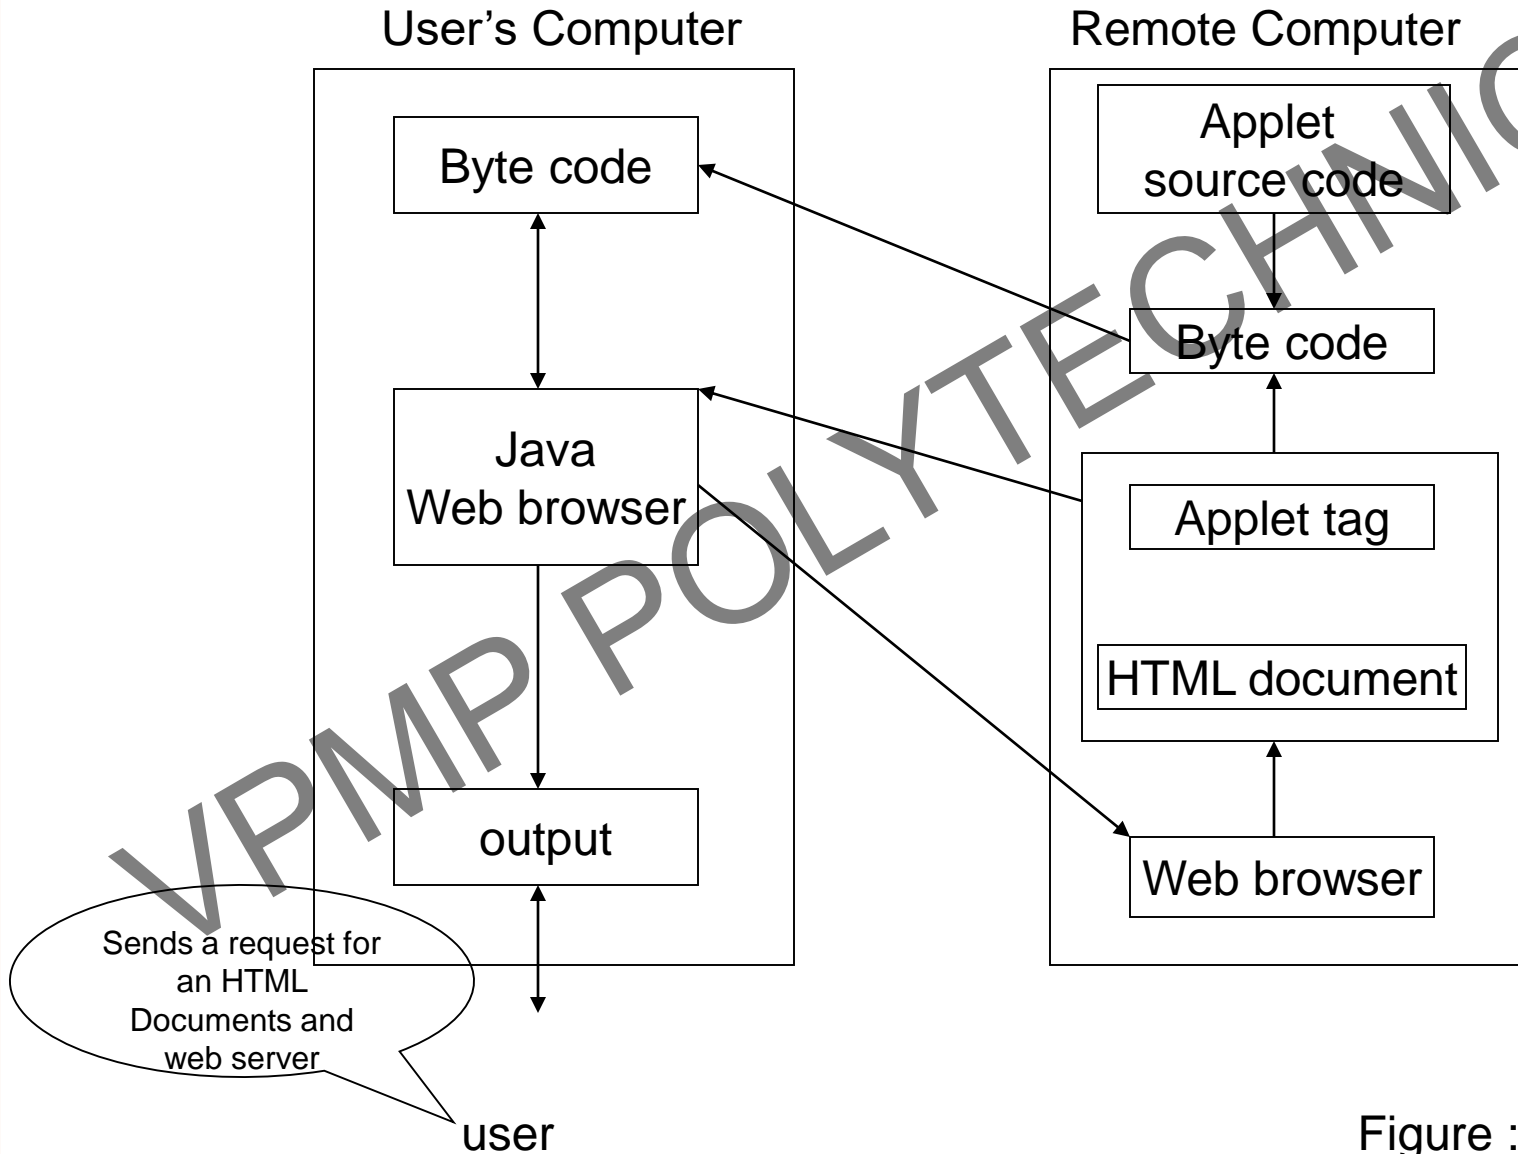 User's Computer
Remote Computer
Byte code
Java
Web browser
output
Sends a request for
an HTML
Documents and
web server
user
Applet
source code
Byte code
Applet tag
HTML document
Web browser
Figure :
VPMP POLYTECHNIC